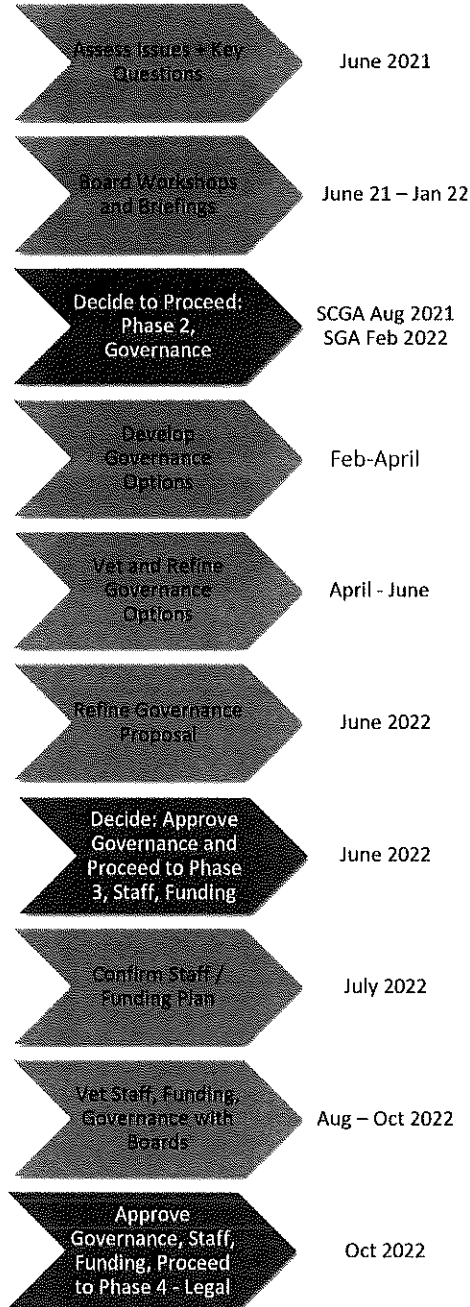 Assess Issues + Key
Questions
June 2021
Board Workshops
and Briefings
June 21 – Jan 22
Decide to Proceed:
Phase 2,
Governance
SCGA Aug 2021
SGA Feb 2022
Develop
Governance
Options
Feb-April
Vet and Refine
Governance
Options
April - June
Refine Governance
Proposal
June 2022
Decide: Approve
Governance and
Proceed to Phase
3, Staff, Funding
June 2022
Confirm Staff /
Funding Plan
July 2022
Vet Staff, Funding,
Governance with
Boards
Aug – Oct 2022
Approve
Governance, Staff,
Funding, Proceed
to Phase 4 - Legal
Oct 2022